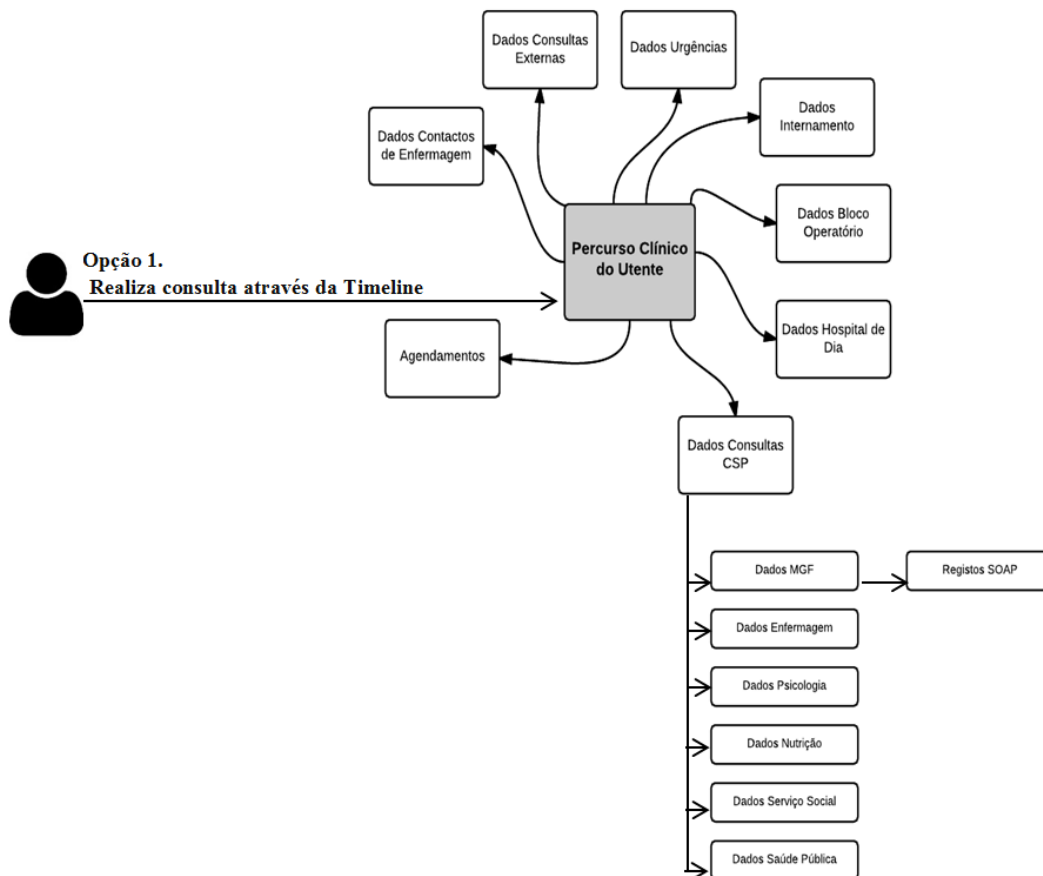 Dados Consultas
Externas
Dados Urgências
Dados
Internamento
Dados Contactos
de Enfermagem
Dados Bloco
Operatório
Percurso Clínico
do Utente
Opção 1.
Realiza consulta através da Timeline
Dados Hospital de
Dia
Agendamentos
Dados Consultas
CSP
Dados MGF
Registos SOAP
Dados Enfermagem
Dados Psicologia
Dados Nutrição
Dados Serviço Social
Dados Saúde Pública